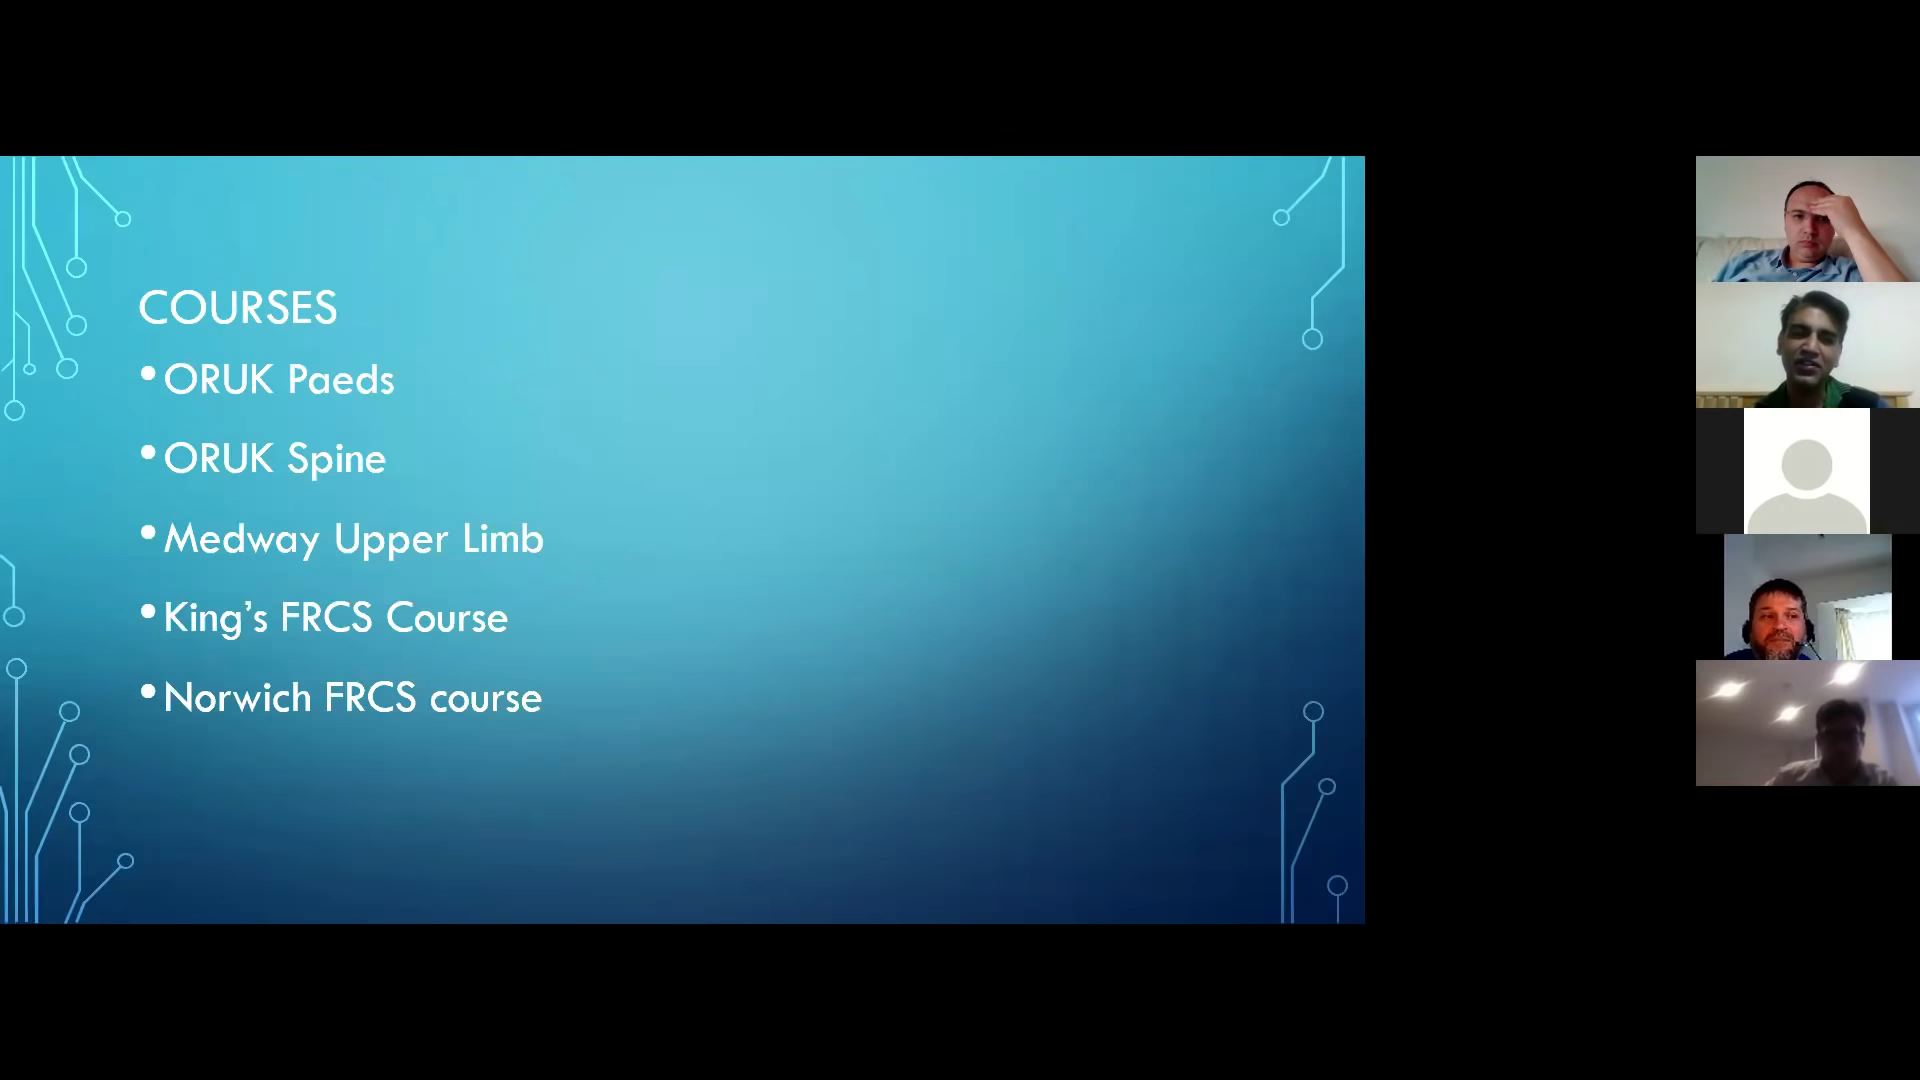 COURSES
•ORUK Paeds
•ORUK Spine
•Medway Upper Limb
•King’s FRCS Course
•Norwich FRCS course